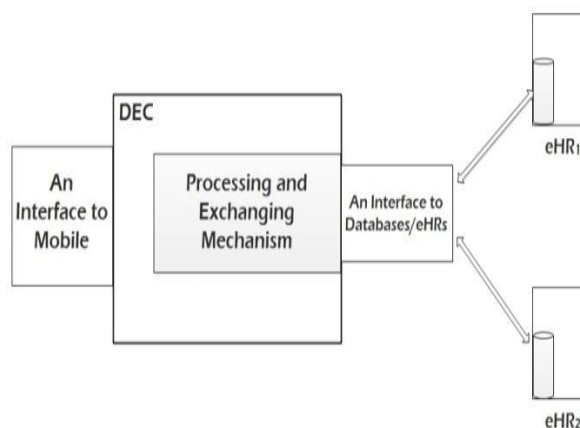 DEC
An
Interface to
Mobile
Processing and
Exchanging
Mechanism
An Interface to
Databases/eHRs
eHR₁
eHR₂